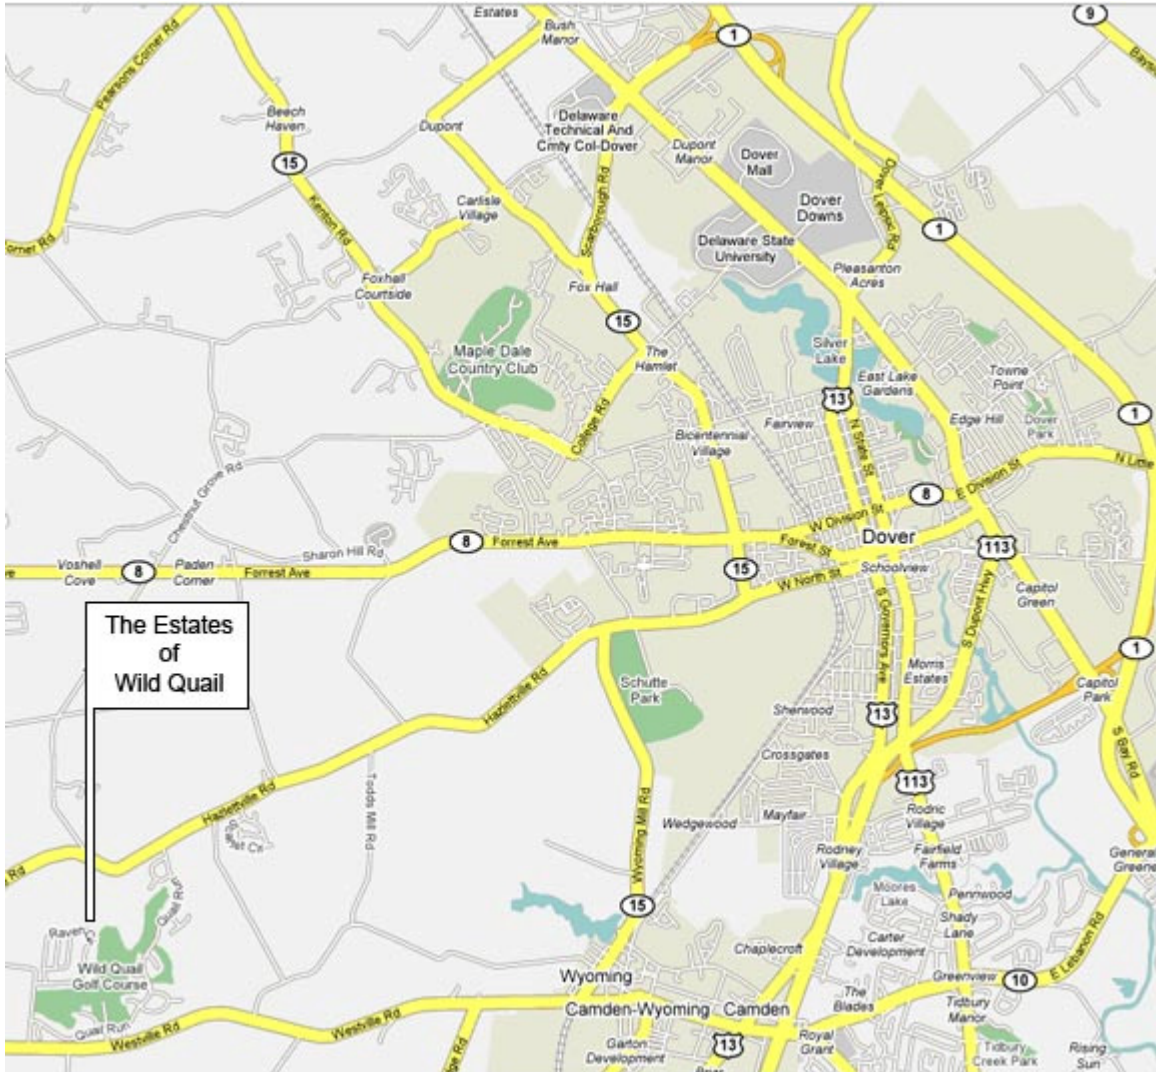 Estates
Bush
Manor
1
9
Pearsons Corner Rd
Beech
Haven
Dupont
Delaware
Technical And
Cmty Col-Dover
Dupont
Manor
Dover
Mall
15
Kenton Rd
Carlisle
Village
Scarborough Rd
Dover
Downs
Dover Leipsic Rd
Delaware State
University
1
Corner Rd
Foxhall
Courtside
Fox Hall
Pleasanton
Acres
15
Maple Dale
Country Club
The
Hamlet
Silver
Lake
East Lake
Gardens
Towne
Point
13
College Rd
Bicentennial
Village
Fairview
N State St
Edge Hill
Dover
Park
1
N Little
Chestnut Grove Rd
8
E Division St
W Division St
Sharon Hill Rd
8
Forrest Ave
Forest St
Dover
113
Voshell
Cove
8
Paden
Corner
Forrest Ave
15
W North St
Schoolview
Capitol
Green
S Dupont Hwy
S Governors Ave
The Estates
of
Wild Quail
1
Morris
Estates
Capitol
Park
Schutte
Park
Hazlettville Rd
Sherwood
13
Crossgates
S Bay Rd
113
Todds Mill Rd
Hazlettville Rd
Wyoming Mill Rd
Wedgewood
Mayfair
Rodric
Village
Rodney
Village
Fairfield
Farms
General
Greene
Rd
Quail Run
Moores
Lake
Pennwood
15
Raven
Shady
Lane
Chaplecroft
Carter
Development
E Lebanon Rd
Wild Quail
Golf Course
Wyoming
Greenview
10
The
Blades
Tidbury
Manor
Camden-Wyoming
Camden
Quail Run
Westville Rd
Westville Rd
Royal
Grant
Garton
Development
13
Tidbury
Creek Park
Rising
Sun